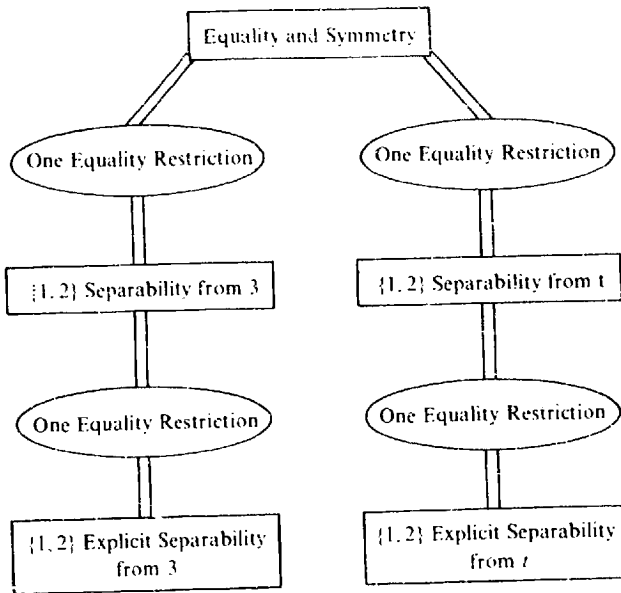 Equality and Symmetry
One Equality Restriction
One Equality Restriction
{1, 2} Separability from 3
{1, 2} Separability from t
One Equality Restriction
One Equality Restriction
{1, 2} Explicit Separability
from 3
{1, 2} Explicit Separability
from t